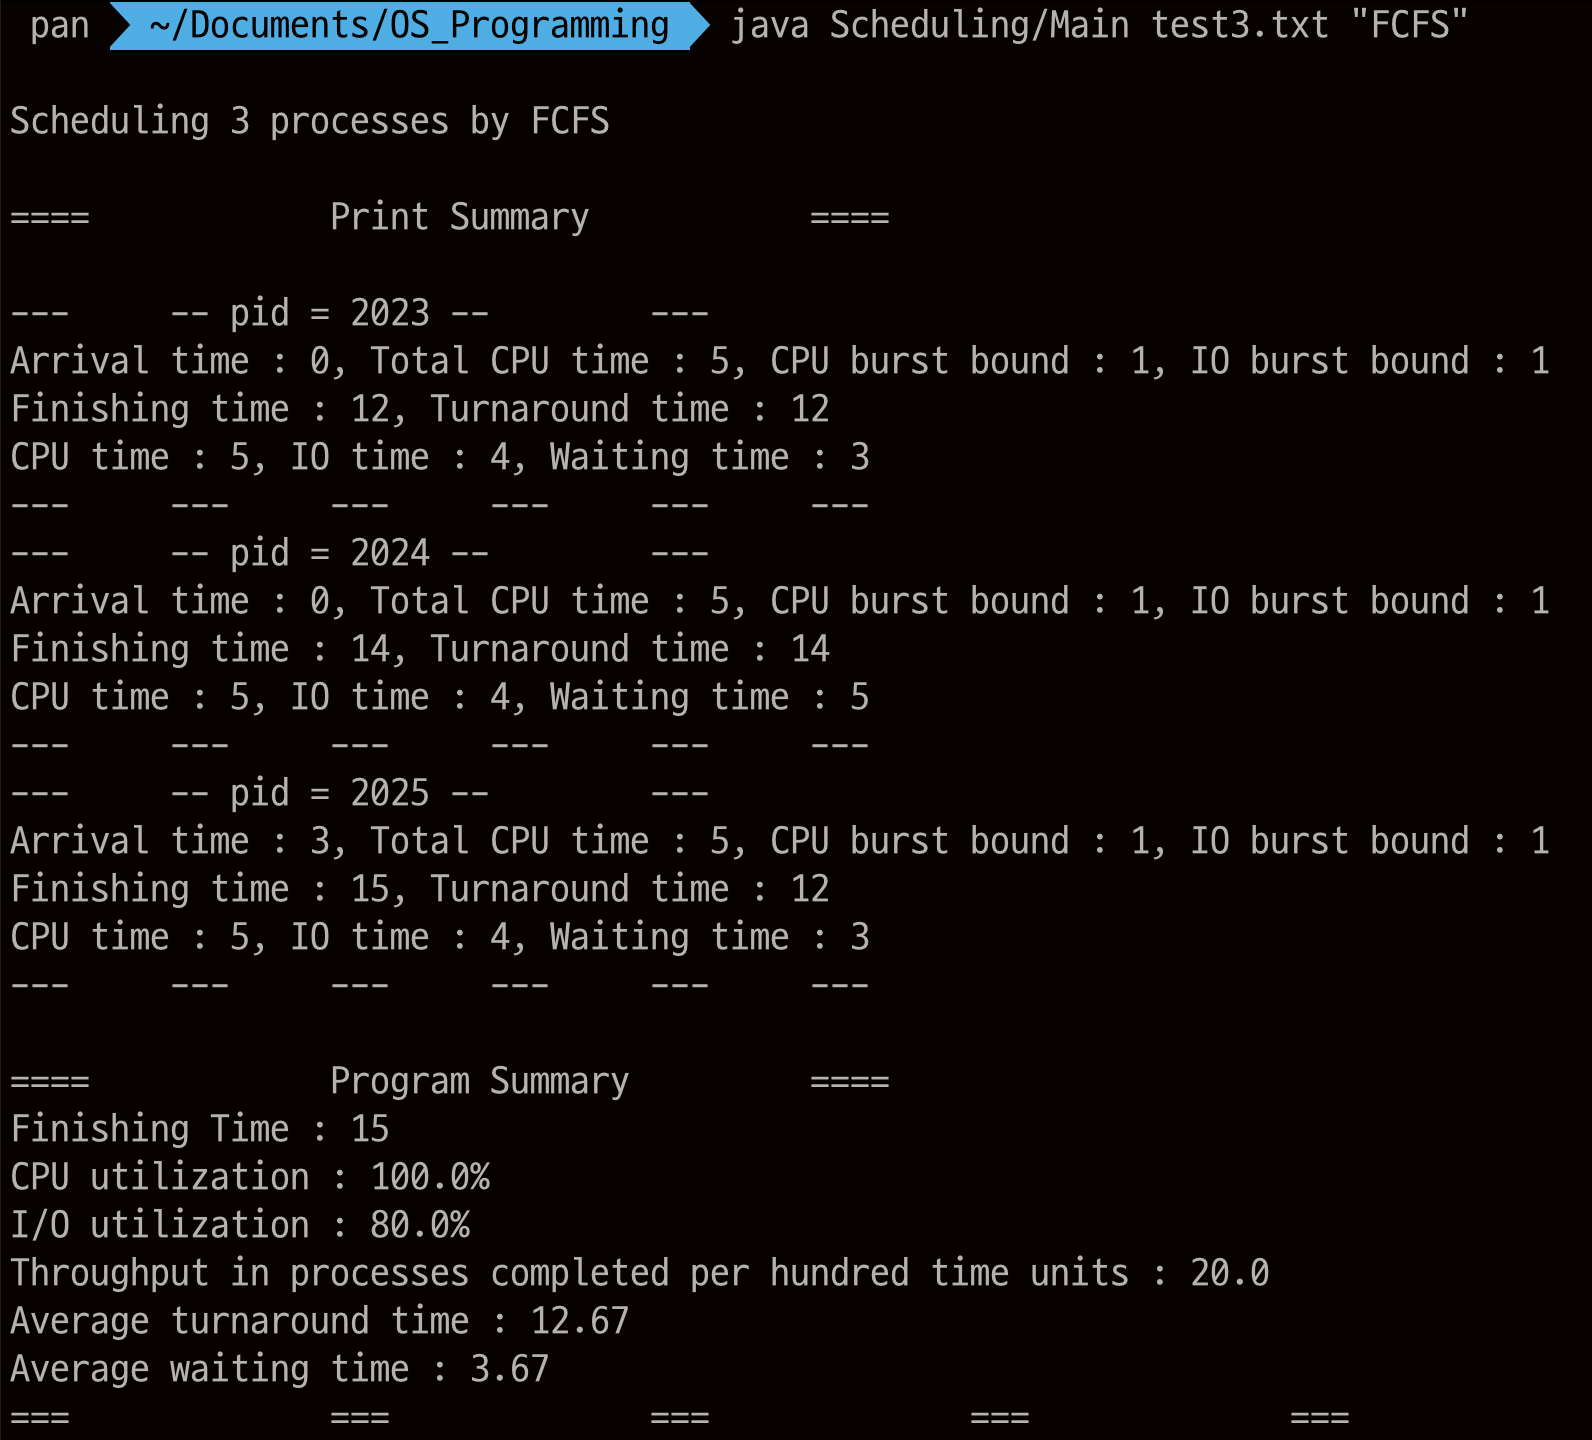 pan ~/Documents/OS_Programming java Scheduling/Main test3.txt "FCFS"
Scheduling 3 processes by FCFS
==== Print Summary ====
--- -- pid = 2023 -- ---
Arrival time : 0, Total CPU time : 5, CPU burst bound : 1, IO burst bound : 1
Finishing time : 12, Turnaround time : 12
CPU time : 5, IO time : 4, Waiting time : 3
--- --- --- --- --- ---
--- -- pid = 2024 -- ---
Arrival time : 0, Total CPU time : 5, CPU burst bound : 1, IO burst bound : 1
Finishing time : 14, Turnaround time : 14
CPU time : 5, IO time : 4, Waiting time : 5
--- --- --- --- --- ---
--- -- pid = 2025 -- ---
Arrival time : 3, Total CPU time : 5, CPU burst bound : 1, IO burst bound : 1
Finishing time : 15, Turnaround time : 12
CPU time : 5, IO time : 4, Waiting time : 3
--- --- --- --- --- ---
==== Program Summary ====
Finishing Time : 15
CPU utilization : 100.0%
I/O utilization : 80.0%
Throughput in processes completed per hundred time units : 20.0
Average turnaround time : 12.67
Average waiting time : 3.67
=== === === === ===